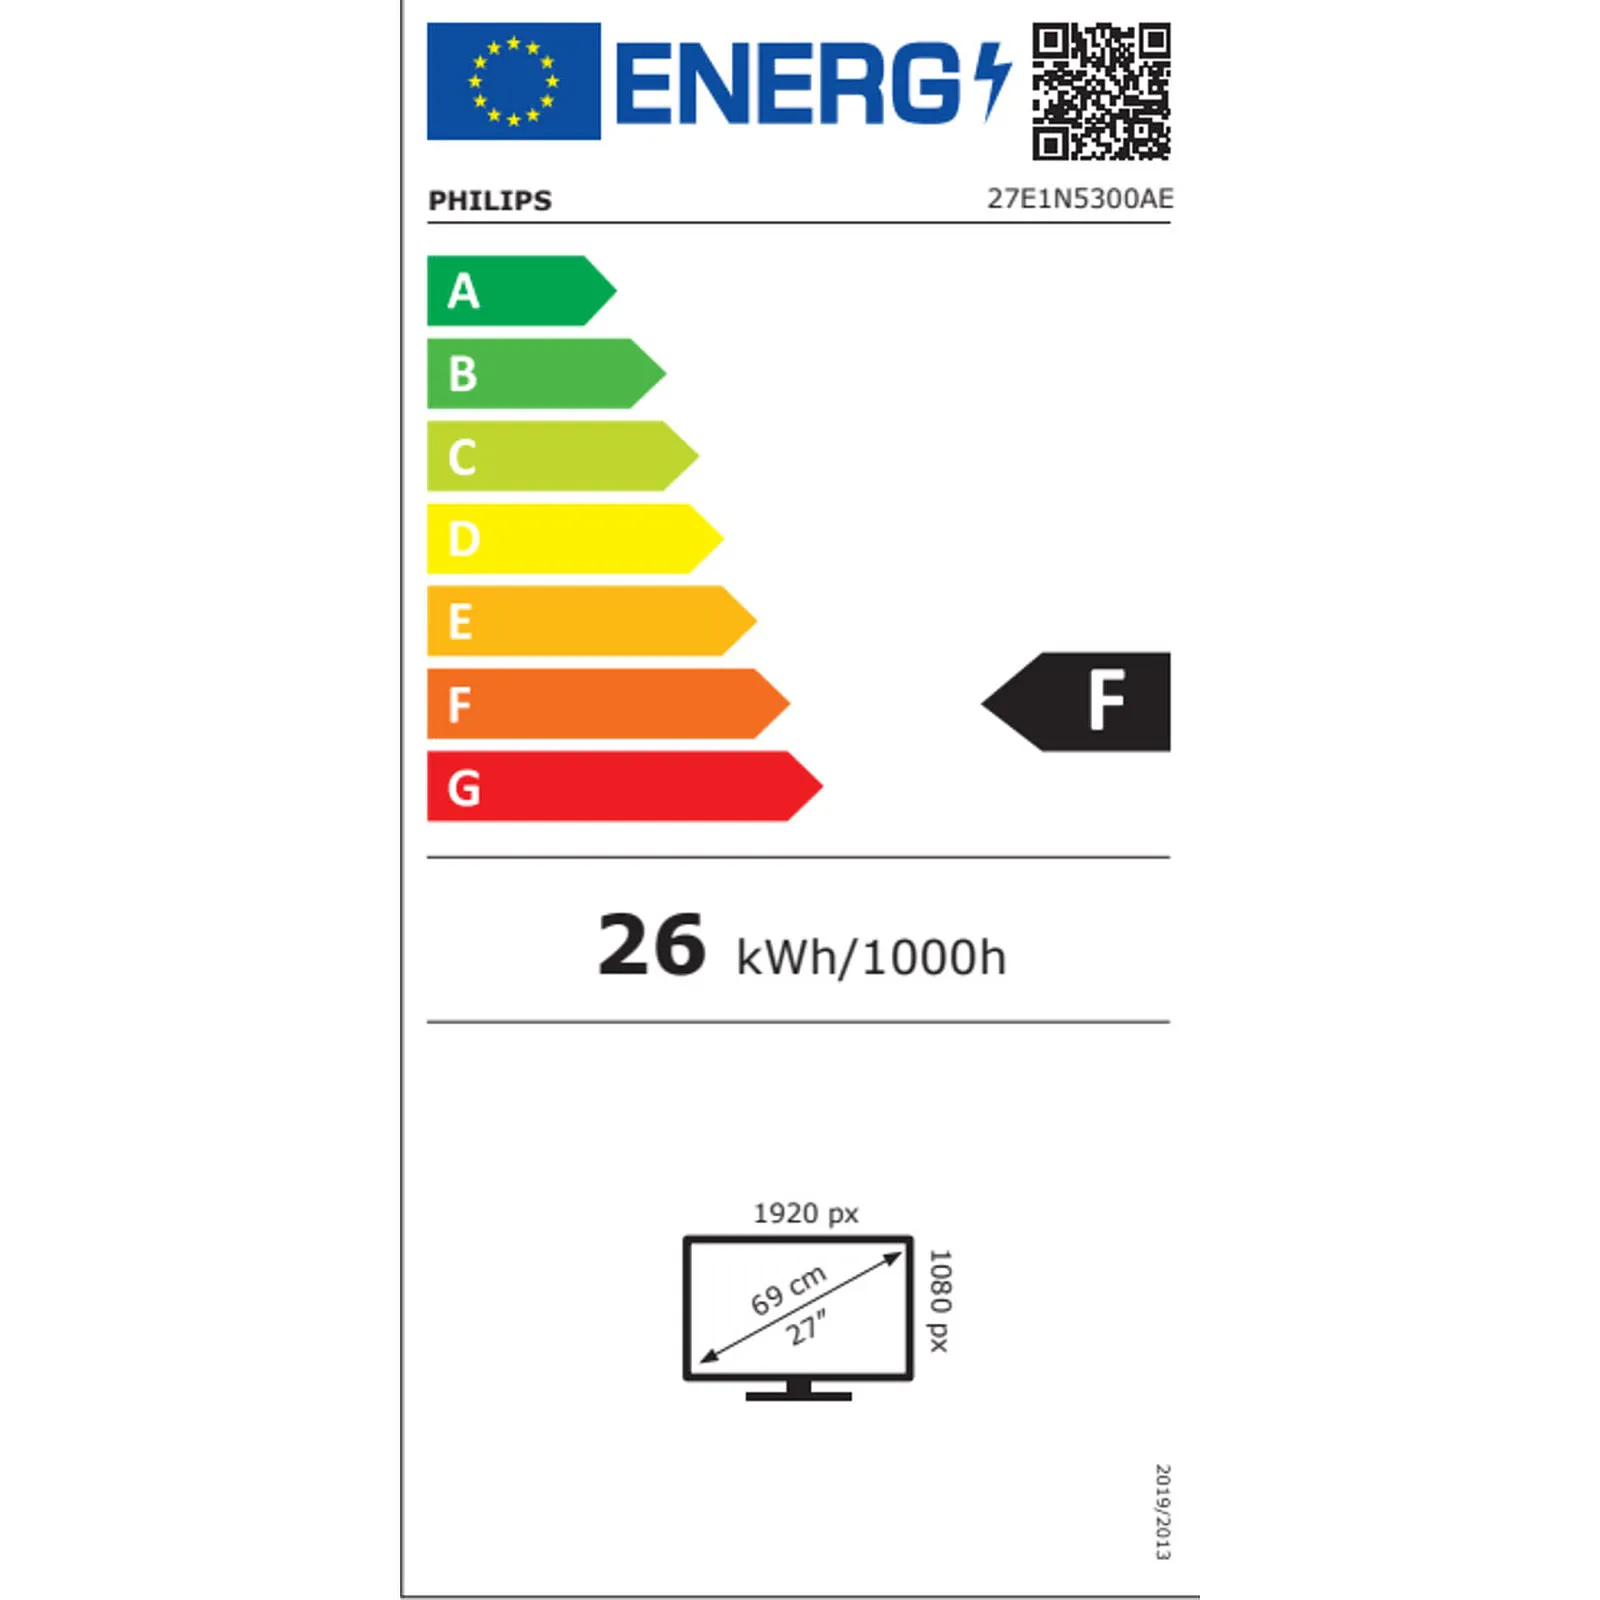 ENERG
PHILIPS
27E1N5300AE
A
B
C
D
E
F
F
G
26 kWh/1000h
1920 px
1080 px
69 cm
27"
2019/2013